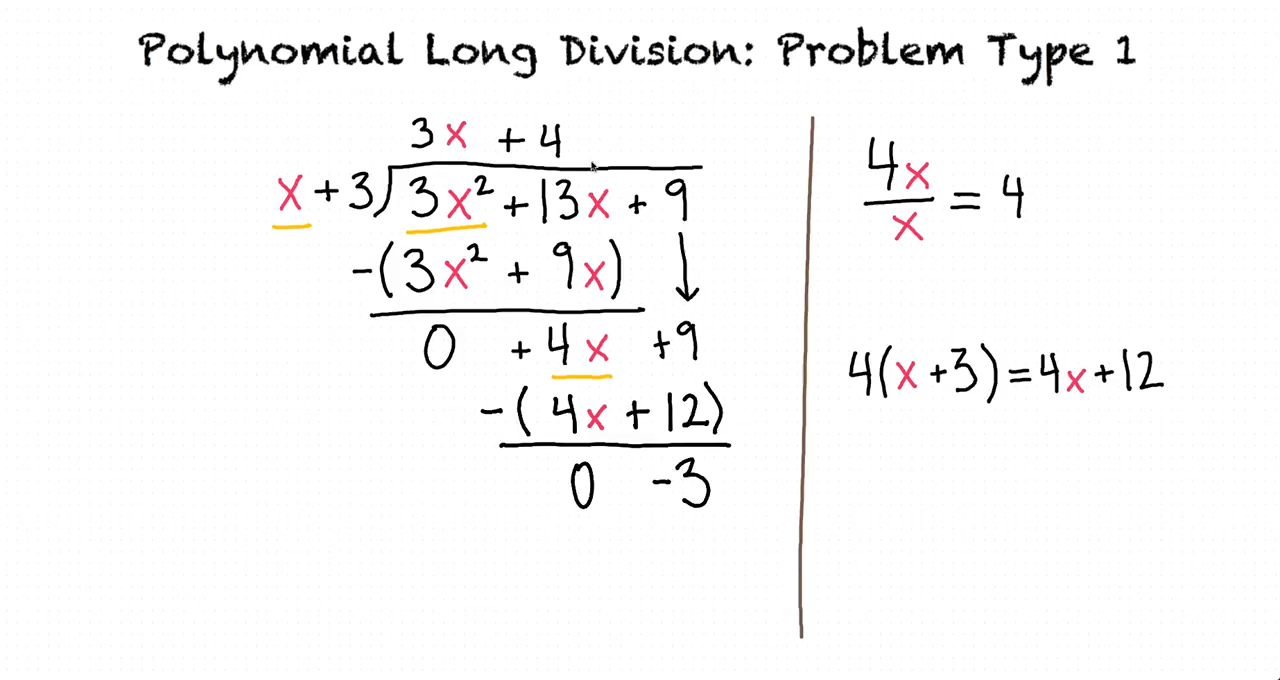 Polynomial Long Division: Problem Type 1
3x + 4
x + 3) 3x² + 13x + 9
-(3x² + 9x)
0 + 4x + 9
-( 4x + 12)
0 -3
4x/x = 4
4(x + 3) = 4x + 12